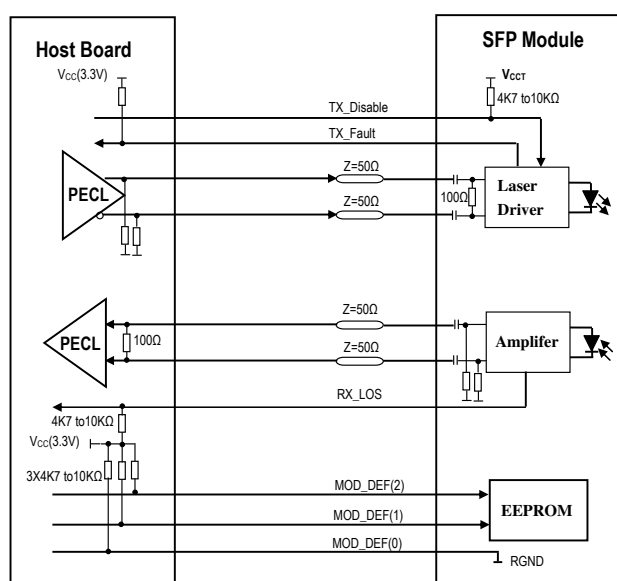 Host Board
SFP Module
VCC(3.3V)
VCCT
4K7 to10KΩ
TX_Disable
TX_Fault
Z=50Ω
PECL
100Ω
Laser
Driver
Z=50Ω
Z=50Ω
PECL
100Ω
Amplifer
Z=50Ω
RX_LOS
4K7 to10KΩ
VCC(3.3V)
3X4K7 to10KΩ
MOD_DEF(2)
EEPROM
MOD_DEF(1)
MOD_DEF(0)
RGND